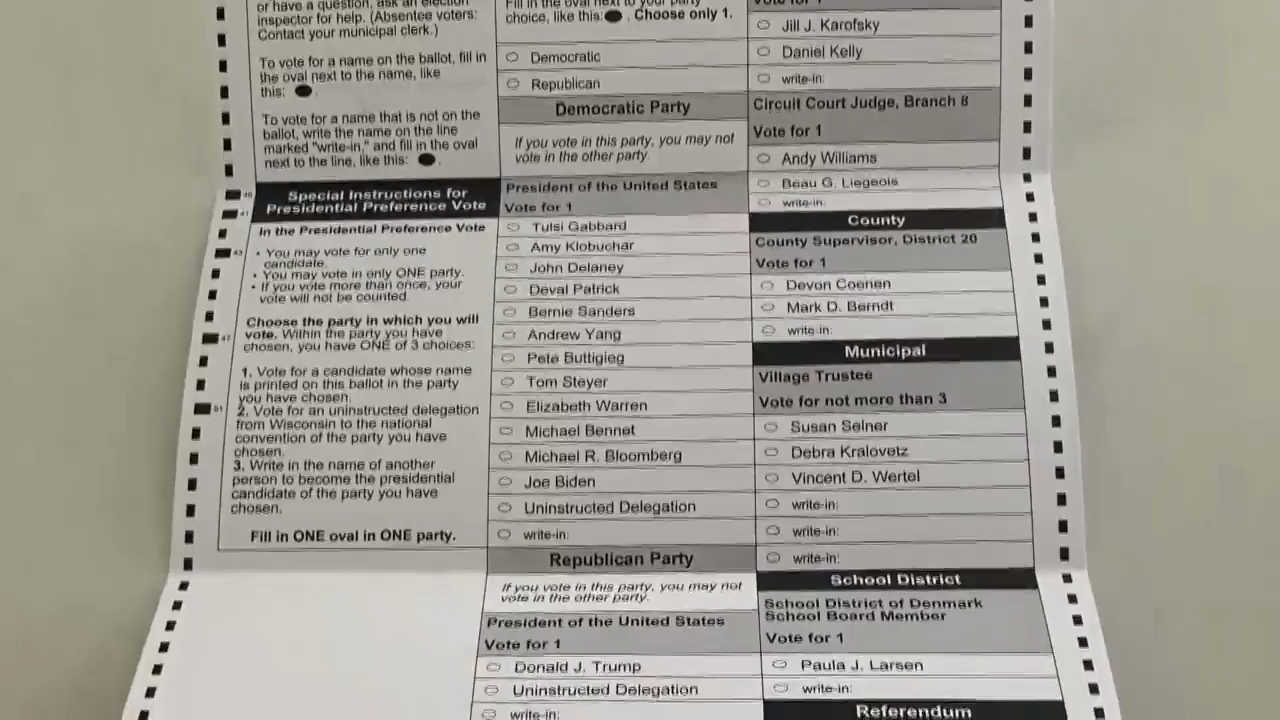 or have a question, ask an election
inspector for help. (Absentee voters:
Contact your municipal clerk.)
To vote for a name on the ballot, fill in
the oval next to the name, like
this:
To vote for a name that is not on the
ballot, write the name on the line
marked "write-in," and fill in the oval
next to the line, like this:
Special Instructions for
Presidential Preference Vote
In the Presidential Preference Vote
• You may vote for only one
candidate.
• You may vote in only ONE party.
• If you vote more than once, your
vote will not be counted.
Choose the party in which you will
vote. Within the party you have
chosen, you have ONE of 3 choices:
1. Vote for a candidate whose name
is printed on this ballot in the party
you have chosen.
2. Vote for an uninstructed delegation
from Wisconsin to the national
convention of the party you have
chosen.
3. Write in the name of another
person to become the presidential
candidate of the party you have
chosen.
Fill in ONE oval in ONE party.
41
43
47
51
Fill in the oval next to your party
choice, like this: . Choose only 1.
Democratic
Republican
Democratic Party
If you vote in this party, you may not
vote in the other party.
President of the United States
Vote for 1
Tulsi Gabbard
Amy Klobuchar
John Delaney
Deval Patrick
Bernie Sanders
Andrew Yang
Pete Buttigieg
Tom Steyer
Elizabeth Warren
Michael Bennet
Michael R. Bloomberg
Joe Biden
Uninstructed Delegation
write-in:
Republican Party
If you vote in this party, you may not
vote in the other party.
President of the United States
Vote for 1
Donald J. Trump
Uninstructed Delegation
write-in:
Vote for 1
Jill J. Karofsky
Daniel Kelly
write-in:
Circuit Court Judge, Branch 8
Vote for 1
Andy Williams
Beau G. Liegeois
write-in:
County
County Supervisor, District 20
Vote for 1
Devon Coenen
Mark D. Berndt
write-in:
Municipal
Village Trustee
Vote for not more than 3
Susan Selner
Debra Kralovetz
Vincent D. Wertel
write-in:
write-in:
write-in:
School District
School District of Denmark
School Board Member
Vote for 1
Paula J. Larsen
write-in:
Referendum